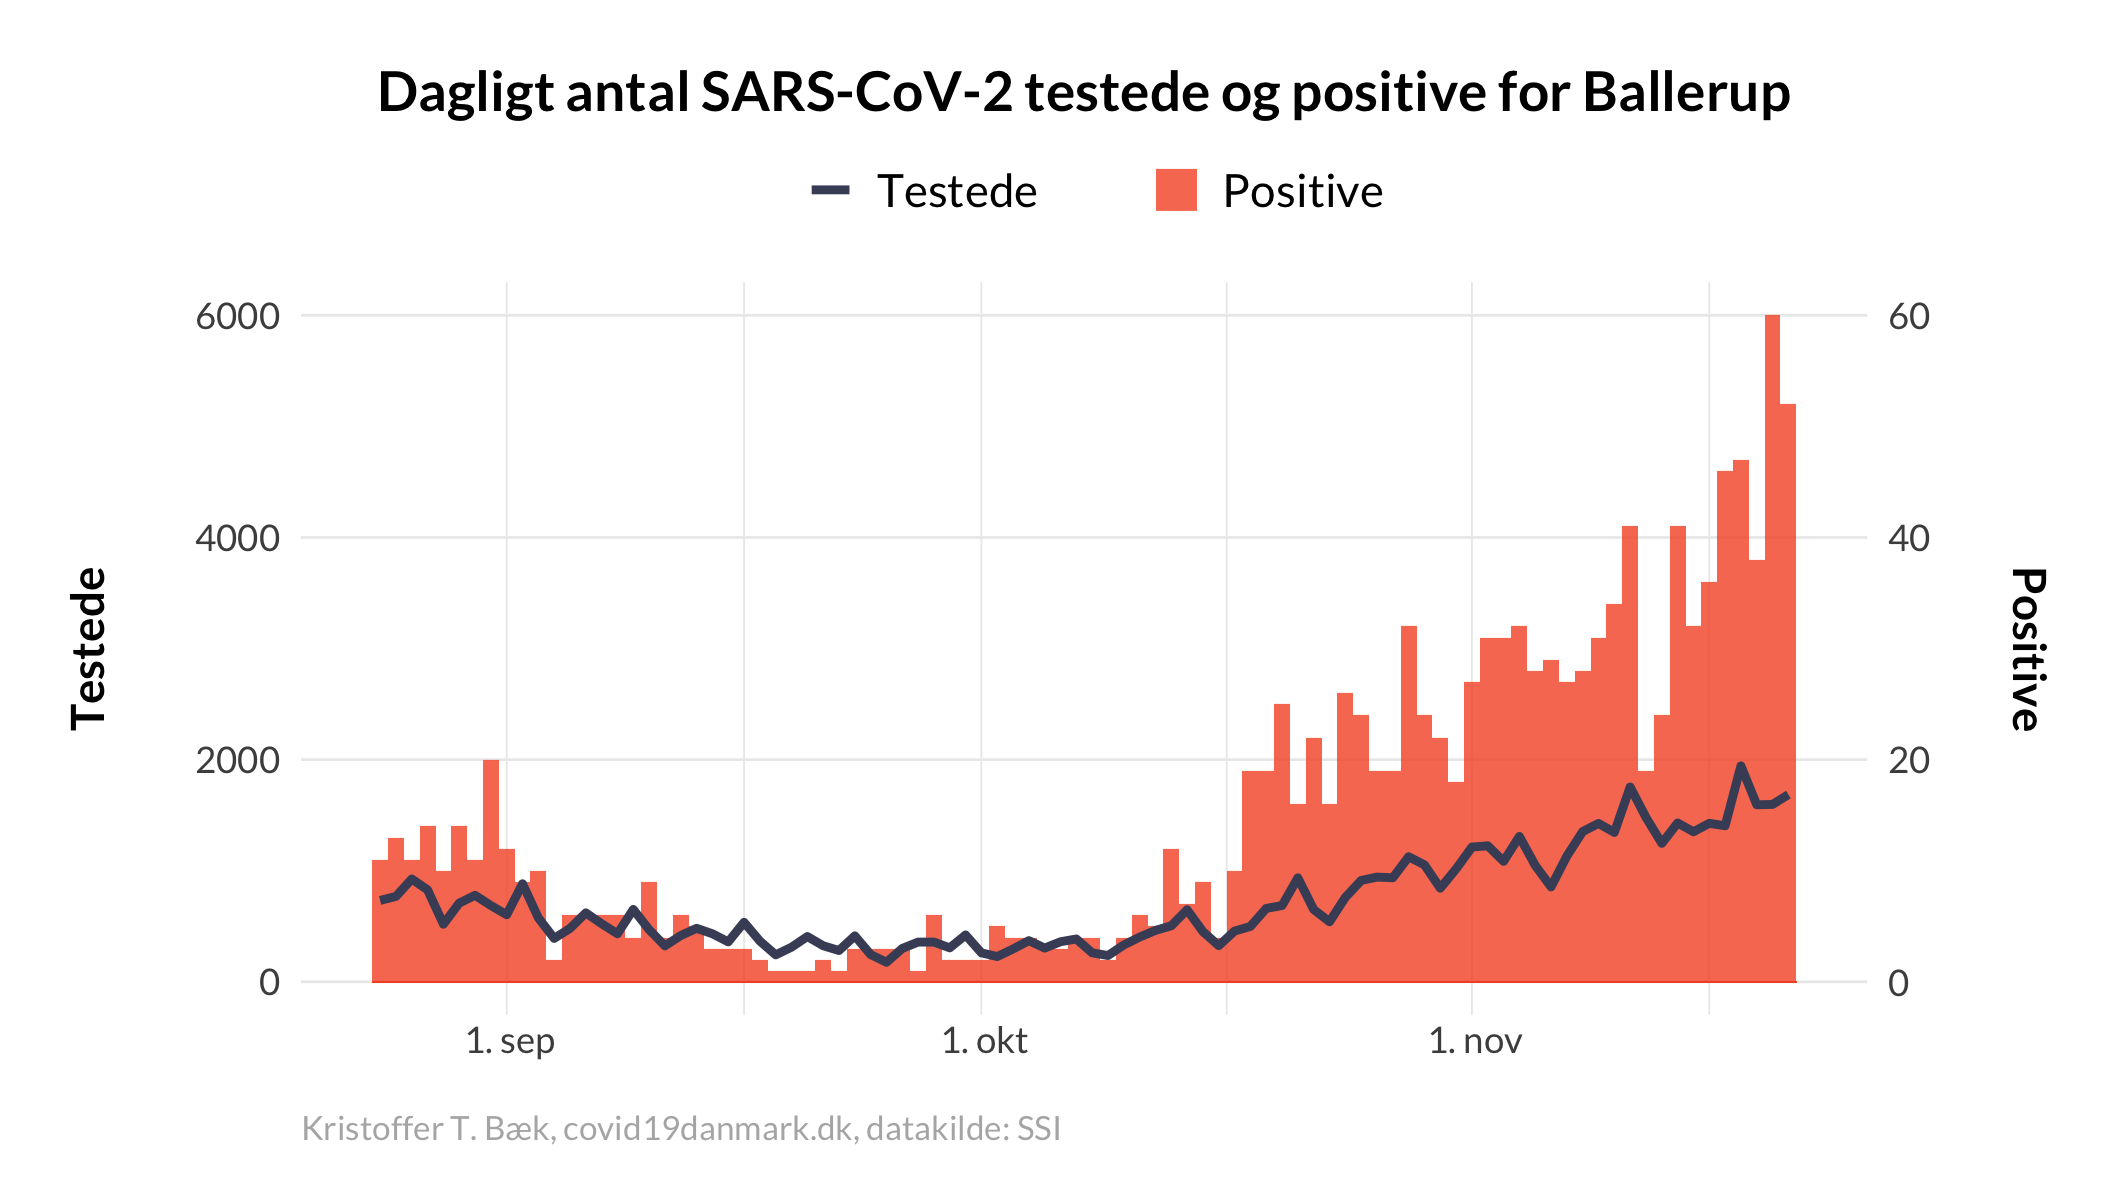 Dagligt antal SARS-CoV-2 testede og positive for Ballerup
Testede
Positive
6000
4000
2000
0
60
40
20
0
Testede
Positive
1. sep
1. okt
1. nov
Kristoffer T. Bæk, covid19danmark.dk, datakilde: SSI